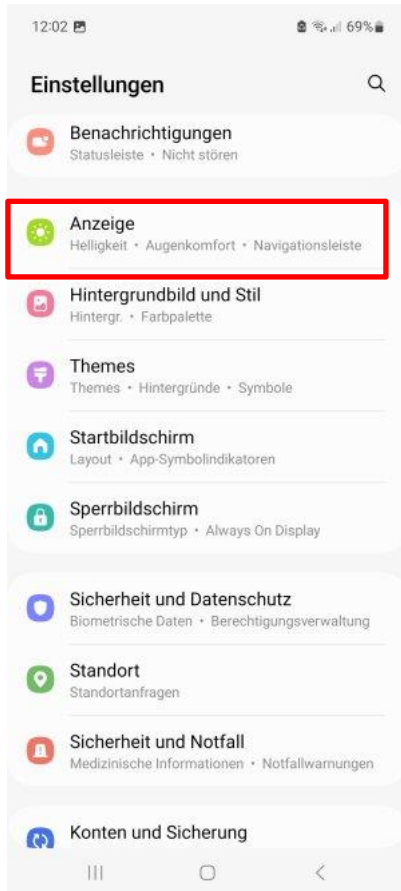 12:02 69%
Einstellungen
Benachrichtigungen
Statusleiste • Nicht stören
Anzeige
Helligkeit • Augenkomfort • Navigationsleiste
Hintergrundbild und Stil
Hintergr. • Farbpalette
Themes
Themes • Hintergründe • Symbole
Startbildschirm
Layout • App-Symbolindikatoren
Sperrbildschirm
Sperrbildschirmtyp • Always On Display
Sicherheit und Datenschutz
Biometrische Daten • Berechtigungsverwaltung
Standort
Standortanfragen
Sicherheit und Notfall
Medizinische Informationen • Notfallwarnungen
Konten und Sicherung